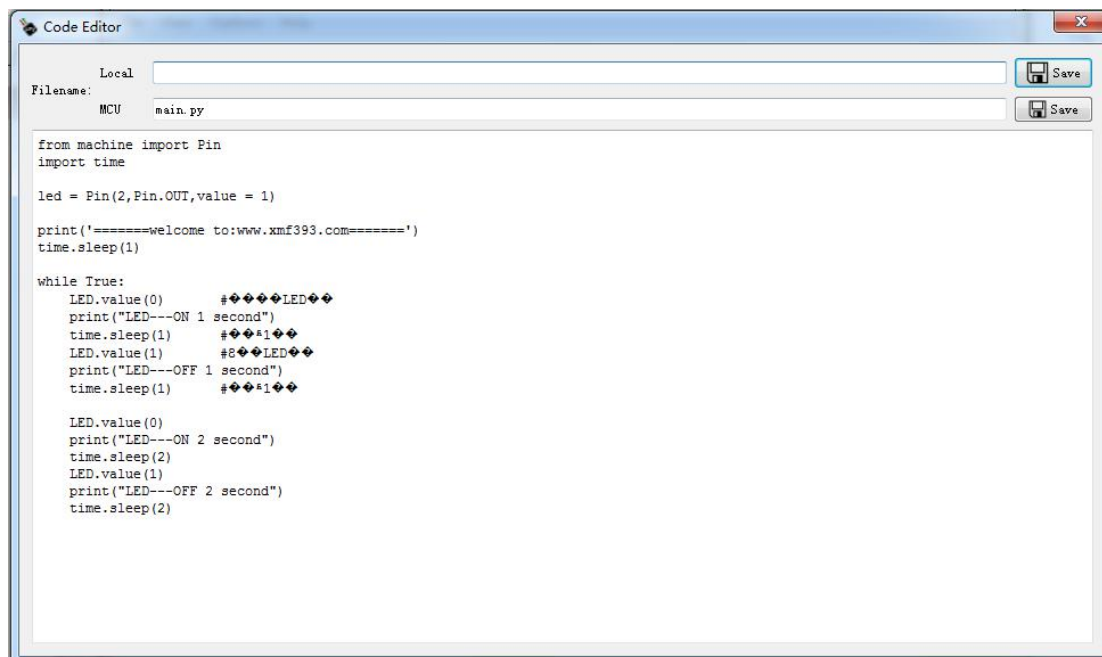 Code Editor
Local
Save
Filename:
MCU
main.py
Save
from machine import Pin
import time
led = Pin(2,Pin.OUT,value = 1)
print('=======welcome to:www.xmf393.com=======')
time.sleep(1)
while True:
LED.value(0) #����LED��
print("LED---ON 1 second")
time.sleep(1) #��ʱ1��
LED.value(1) #ص��LED��
print("LED---OFF 1 second")
time.sleep(1) #��ʱ1��
LED.value(0)
print("LED---ON 2 second")
time.sleep(2)
LED.value(1)
print("LED---OFF 2 second")
time.sleep(2)